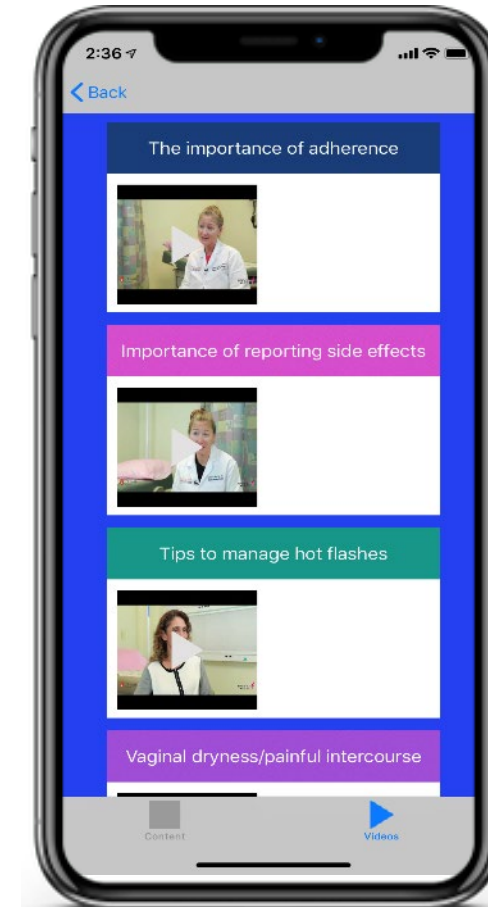 2:36
Back
The importance of adherence
Importance of reporting side effects
Tips to manage hot flashes
Vaginal dryness/painful intercourse
Content
Videos